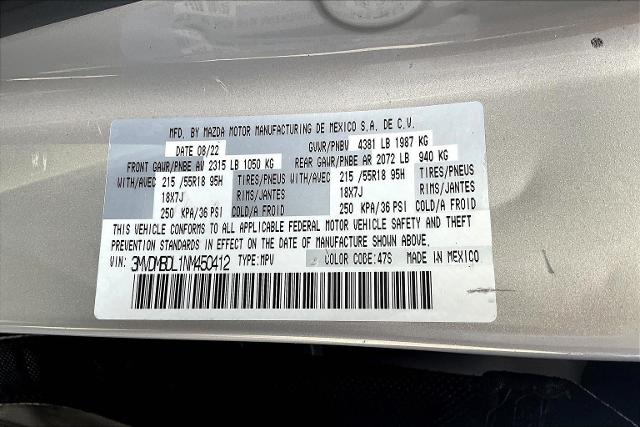 MFD. BY MAZDA MOTOR MANUFACTURING DE MEXICO S.A. DE C.V.
DATE 08/22 GVWR/PNBV 4381 LB 1987 KG
FRONT GAWR/PNBE AV 2315 LB 1050 KG REAR GAWR/PNBE AR 2072 LB 940 KG
WITH/AVEC 215 /55R18 95H TIRES/PNEUS WITH/AVEC 215 /55R18 95H TIRES/PNEUS
18X7J RIMS/JANTES 18X7J RIMS/JANTES
250 KPA/36 PSI COLD/A FROID 250 KPA/36 PSI COLD/A FROID
THIS VEHICLE CONFORMS TO ALL APPLICABLE FEDERAL MOTOR VEHICLE SAFETY AND THEFT
PREVENTION STANDARDS IN EFFECT ON THE DATE OF MANUFACTURE SHOWN ABOVE.
VIN: 3MVDMBDL1NM450412 TYPE:MPV COLOR CODE:47S MADE IN MEXICO